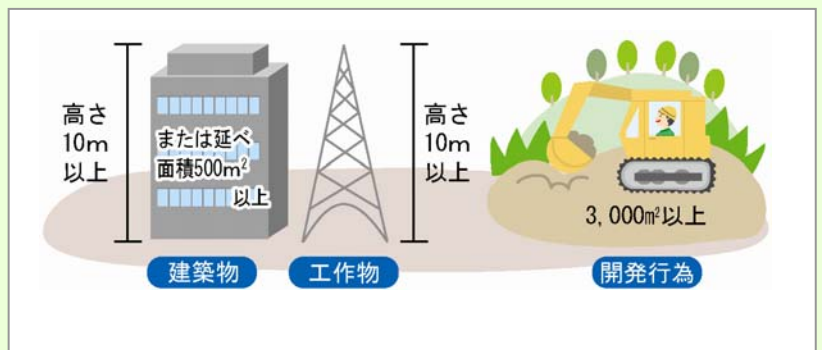 高さ
10m
以上
または延べ
面積500m²
以上
高さ
10m
以上
3,000㎡以上
建築物
工作物
開発行為